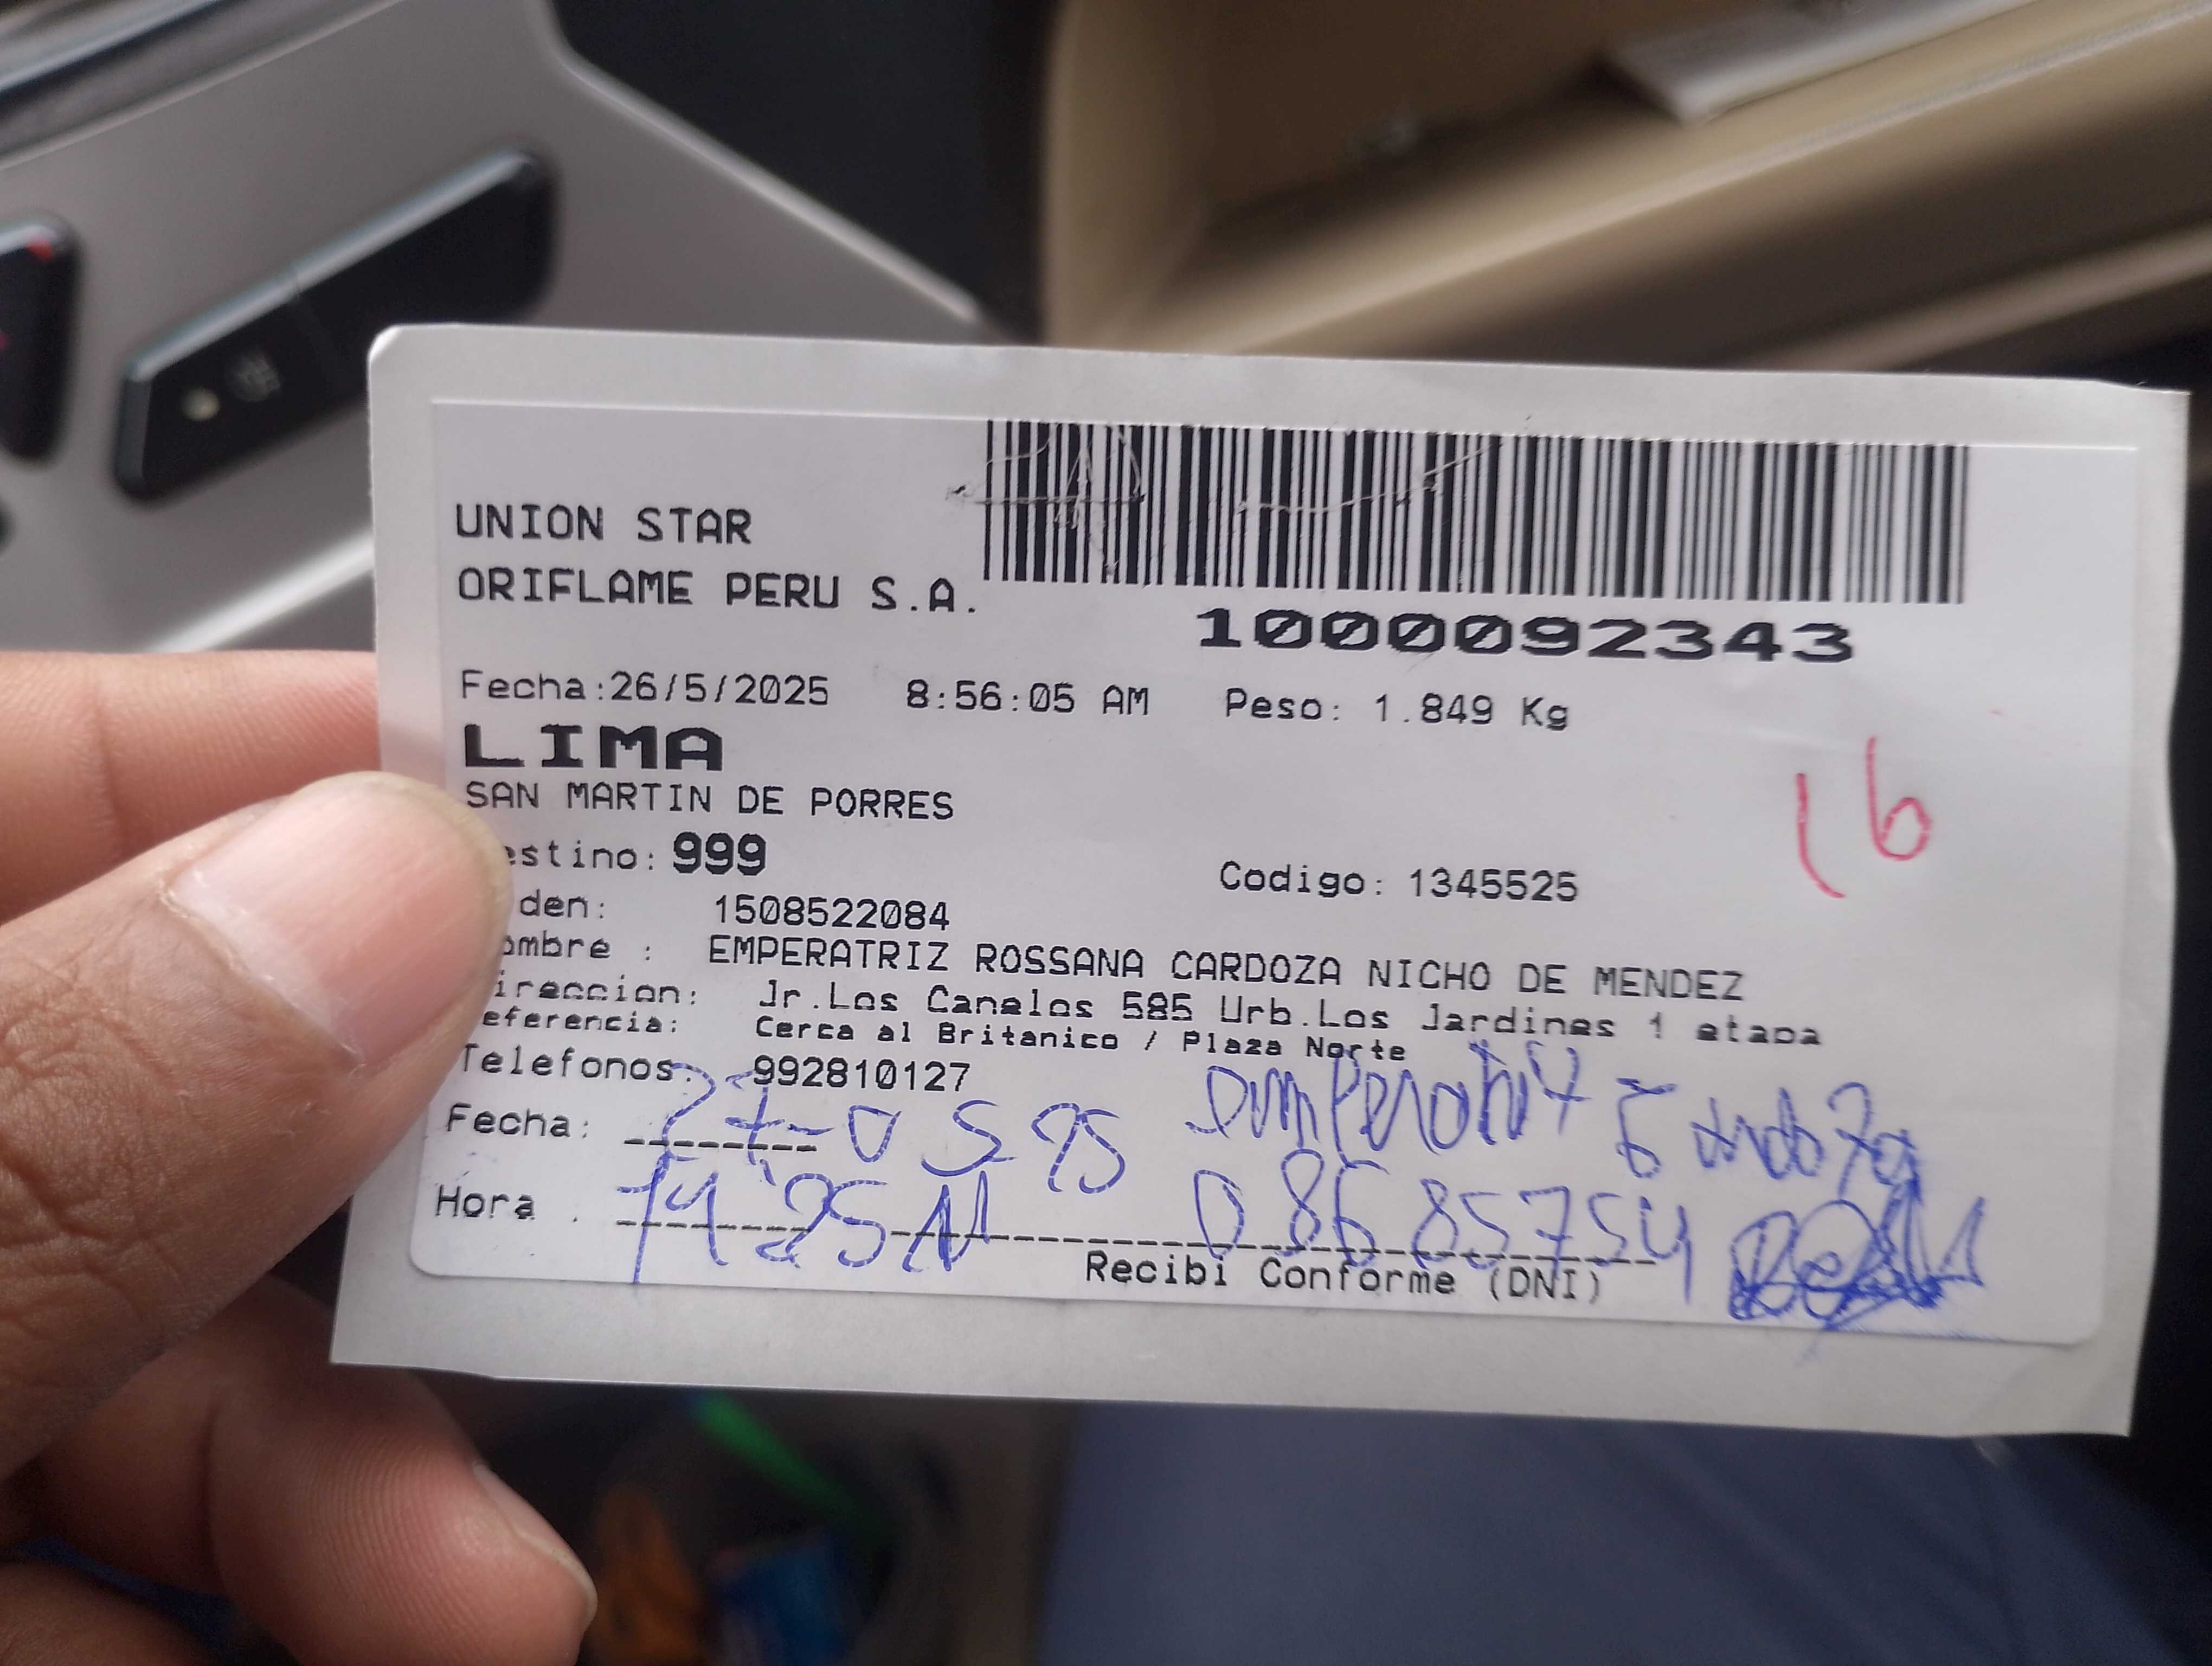 UNION STAR
ORIFLAME PERU S.A.
1000092343
Fecha:26/5/2025 8:56:05 AM Peso: 1.849 Kg
LIMA
SAN MARTIN DE PORRES
16
estino: 999 Codigo: 1345525
den: 1508522084
ombre : EMPERATRIZ ROSSANA CARDOZA NICHO DE MENDEZ
ireccion: Jr.Los Canelos 585 Urb.Los Jardines 1 etapa
eferencia: Cerca al Britanico / Plaza Norte
Telefonos: 992810127
Fecha: 27-05 25
Hora : 08685754
Recibi Conforme (DNI)